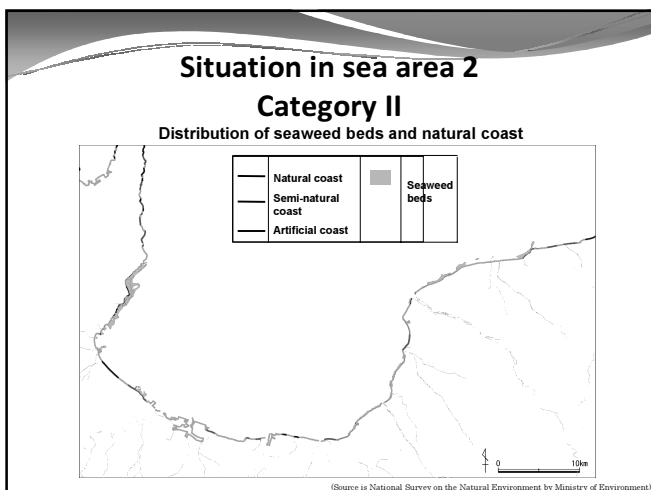 Situation in sea area 2
Category II
Distribution of seaweed beds and natural coast
Natural coast
Semi-natural
coast
Artificial coast
Seaweed
beds
0 10km
(Source is National Survey on the Natural Environment by Ministry of Environment)